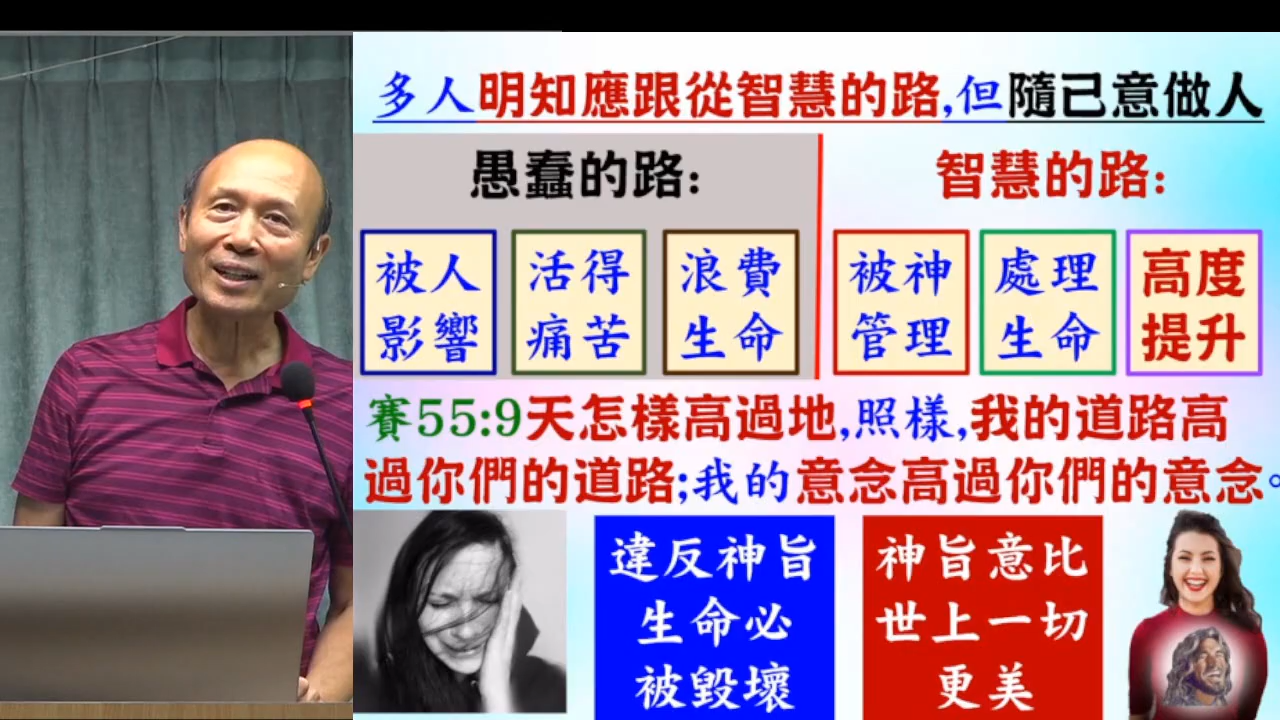 多人明知應跟從智慧的路,但隨己意做人
愚蠢的路:
智慧的路:
被人
影響
活得
痛苦
浪費
生命
被神
管理
處理
生命
高度
提升
賽55:9天怎樣高過地,照樣,我的道路高
過你們的道路;我的意念高過你們的意念。
違反神旨
生命必
被毀壞
神旨意比
世上一切
更美